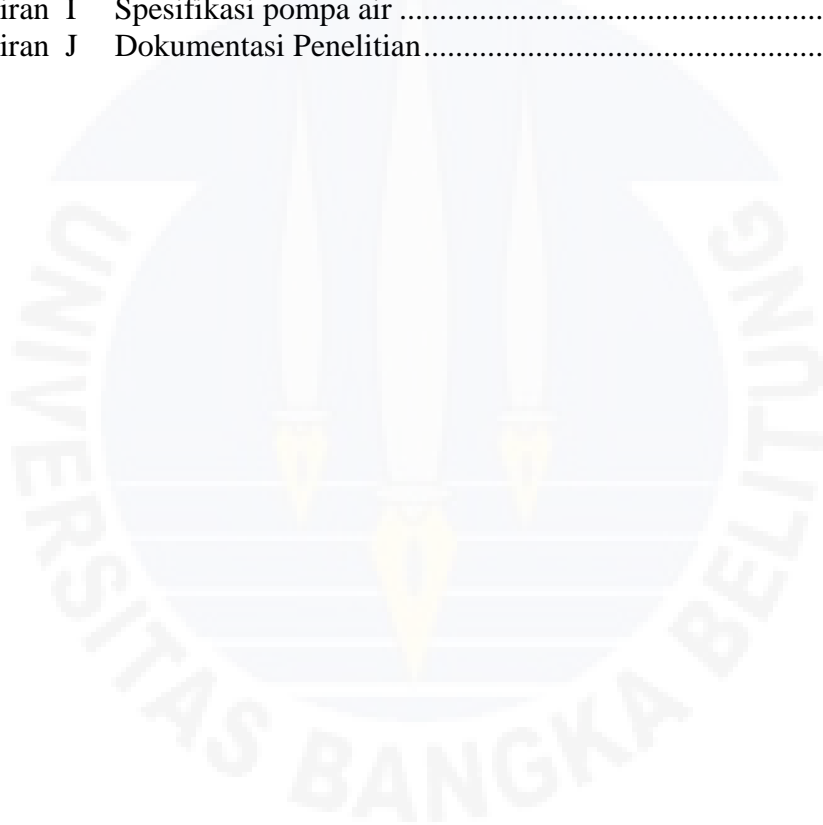 iran I Spesifikasi pompa air ................................................
iran J Dokumentasi Penelitian.............................................
UNIVERSITAS BANGKA BELITUNG